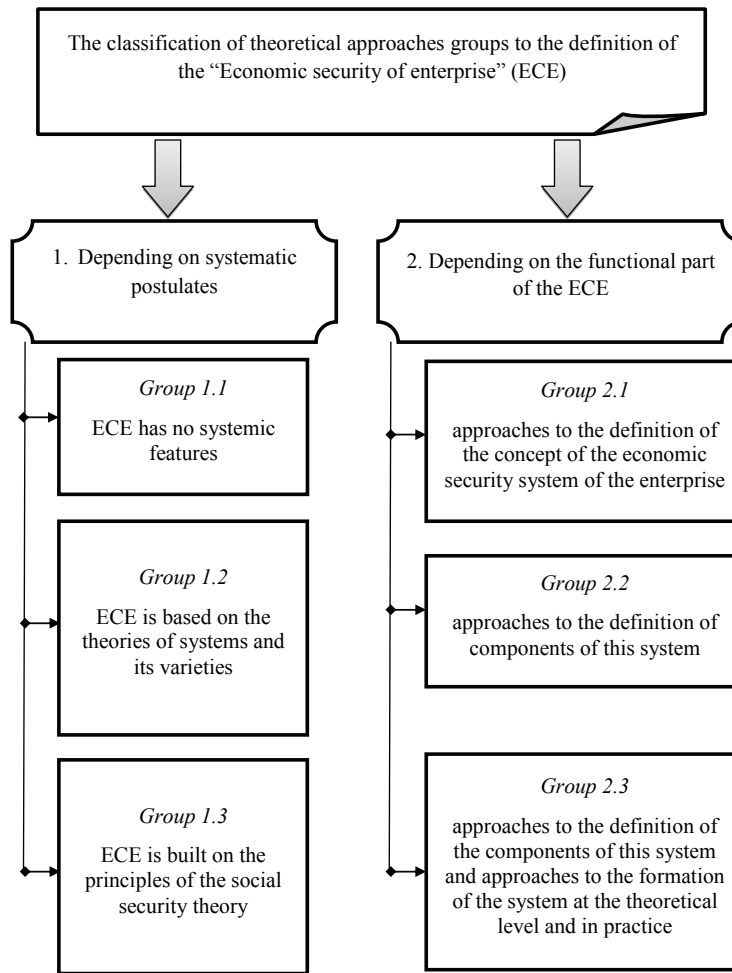 The classification of theoretical approaches groups to the definition of
the “Economic security of enterprise” (ECE)
1. Depending on systematic
postulates
Group 1.1
ECE has no systemic
features
Group 1.2
ECE is based on the
theories of systems and
its varieties
Group 1.3
ECE is built on the
principles of the social
security theory
2. Depending on the functional part
of the ECE
Group 2.1
approaches to the definition of
the concept of the economic
security system of the enterprise
Group 2.2
approaches to the definition of
components of this system
Group 2.3
approaches to the definition of
the components of this system
and approaches to the formation
of the system at the theoretical
level and in practice